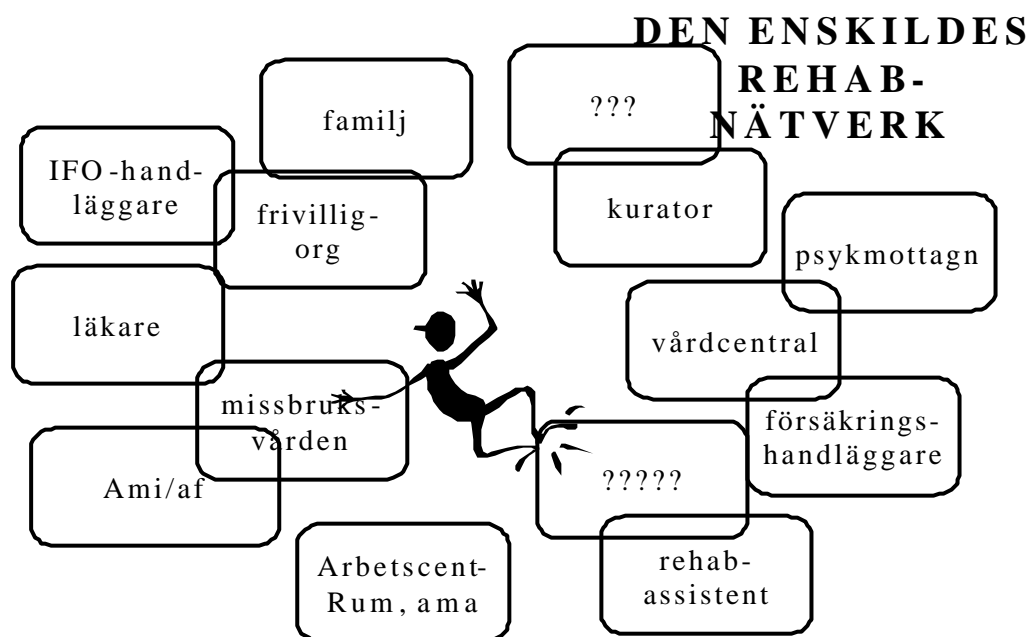 DEN ENSKILDES
REHAB-
NÄTVERK
familj
???
IFO-hand-
läggare
frivillig-
org
kurator
psykmottagn
läkare
vårdcentral
missbruks-
vården
försäkrings-
handläggare
Ami/af
?????
Arbetscent-
Rum, ama
rehab-
assistent